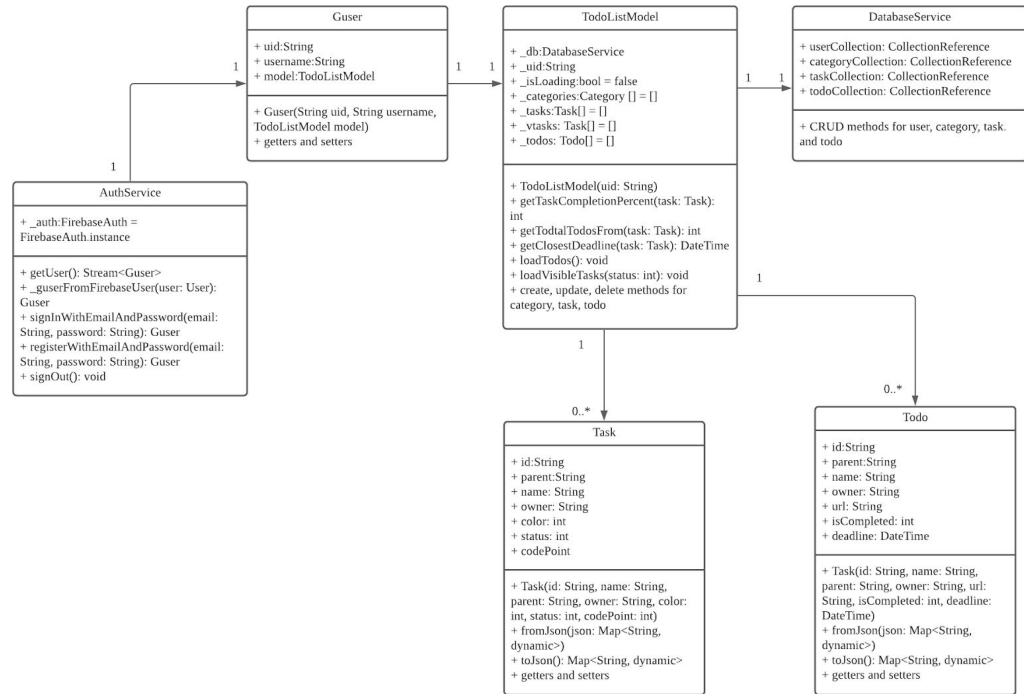 Guser
+ uid:String
+ username:String
+ model:TodoListModel
+ Guser(String uid, String username,
TodoListModel model)
+ getters and setters
TodoListModel
+ _db:DatabaseService
+ _uid:String
+ _isLoading:bool = false
+ _categories:Category [] = []
+ _tasks:Task[] = []
+ _vtasks: Task[] = []
+ _todos: Todo[] = []
+ TodoListModel(uid: String)
+ getTaskCompletionPercent(task: Task):
int
+ getTodtalTodosFrom(task: Task): int
+ getClosestDeadline(task: Task): DateTime
+ loadTodos(): void
+ loadVisibleTasks(status: int): void
+ create, update, delete methods for
category, task, todo
DatabaseService
+ userCollection: CollectionReference
+ categoryCollection: CollectionReference
+ taskCollection: CollectionReference
+ todoCollection: CollectionReference
+ CRUD methods for user, category, task.
and todo
1
1
1
1
1
1
AuthService
+ _auth:FirebaseAuth =
FirebaseAuth.instance
+ getUser(): Stream<Guser>
+ _guserFromFirebaseUser(user: User):
Guser
+ signInWithEmailAndPassword(email:
String, password: String): Guser
+ registerWithEmailAndPassword(email:
String, password: String): Guser
+ signOut(): void
1
0..*
1
0..*
Task
+ id:String
+ parent:String
+ name: String
+ owner: String
+ color: int
+ status: int
+ codePoint
+ Task(id: String, name: String,
parent: String, owner: String, color:
int, status: int, codePoint: int)
+ fromJson(json: Map<String,
dynamic>)
+ toJson(): Map<String, dynamic>
+ getters and setters
Todo
+ id:String
+ parent:String
+ name: String
+ owner: String
+ url: String
+ isCompleted: int
+ deadline: DateTime
+ Task(id: String, name: String,
parent: String, owner: String, url:
String, isCompleted: int, deadline:
DateTime)
+ fromJson(json: Map<String,
dynamic>)
+ toJson(): Map<String, dynamic>
+ getters and setters